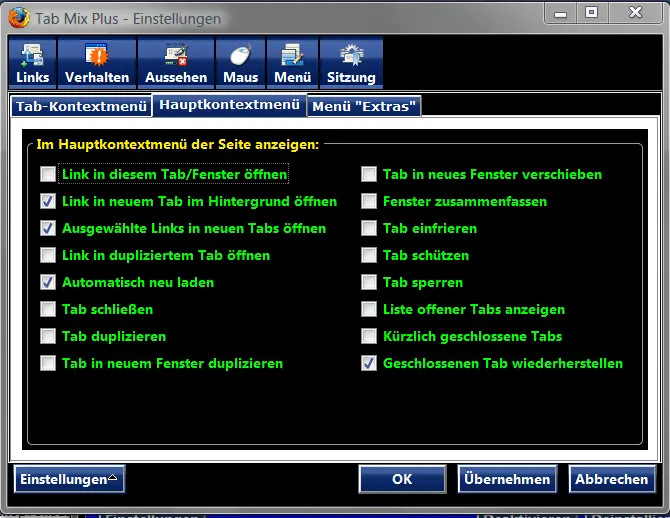 Tab Mix Plus - Einstellungen
Links Verhalten Aussehen Maus Menü Sitzung
Tab-Kontextmenü Hauptkontextmenü Menü "Extras"
Im Hauptkontextmenü der Seite anzeigen:
Link in diesem Tab/Fenster öffnen
Link in neuem Tab im Hintergrund öffnen
Ausgewählte Links in neuen Tabs öffnen
Link in dupliziertem Tab öffnen
Automatisch neu laden
Tab schließen
Tab duplizieren
Tab in neuem Fenster duplizieren
Tab in neues Fenster verschieben
Fenster zusammenfassen
Tab einfrieren
Tab schützen
Tab sperren
Liste offener Tabs anzeigen
Kürzlich geschlossene Tabs
Geschlossenen Tab wiederherstellen
Einstellungen OK Übernehmen Abbrechen